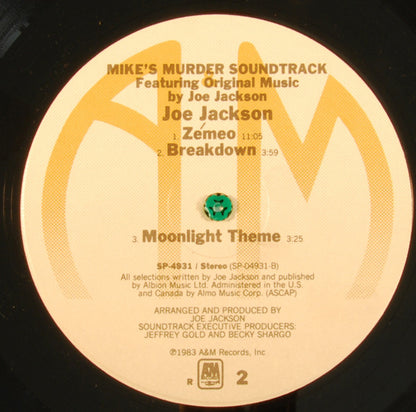 MIKE'S MURDER SOUNDTRACK
Featuring Original Music
by Joe Jackson
Joe Jackson
1. Zemeo 11:05
2. Breakdown 3:59
3. Moonlight Theme 3:25
SP-4931 / Stereo (SP-04931-B)
All selections written by Joe Jackson and published
by Albion Music Ltd. Administered in the U.S.
and Canada by Almo Music Corp. (ASCAP)
ARRANGED AND PRODUCED BY
JOE JACKSON
SOUNDTRACK EXECUTIVE PRODUCERS:
JEFFREY GOLD AND BECKY SHARGO
℗1983 A&M Records, Inc
R A&M RECORDS 2
AM